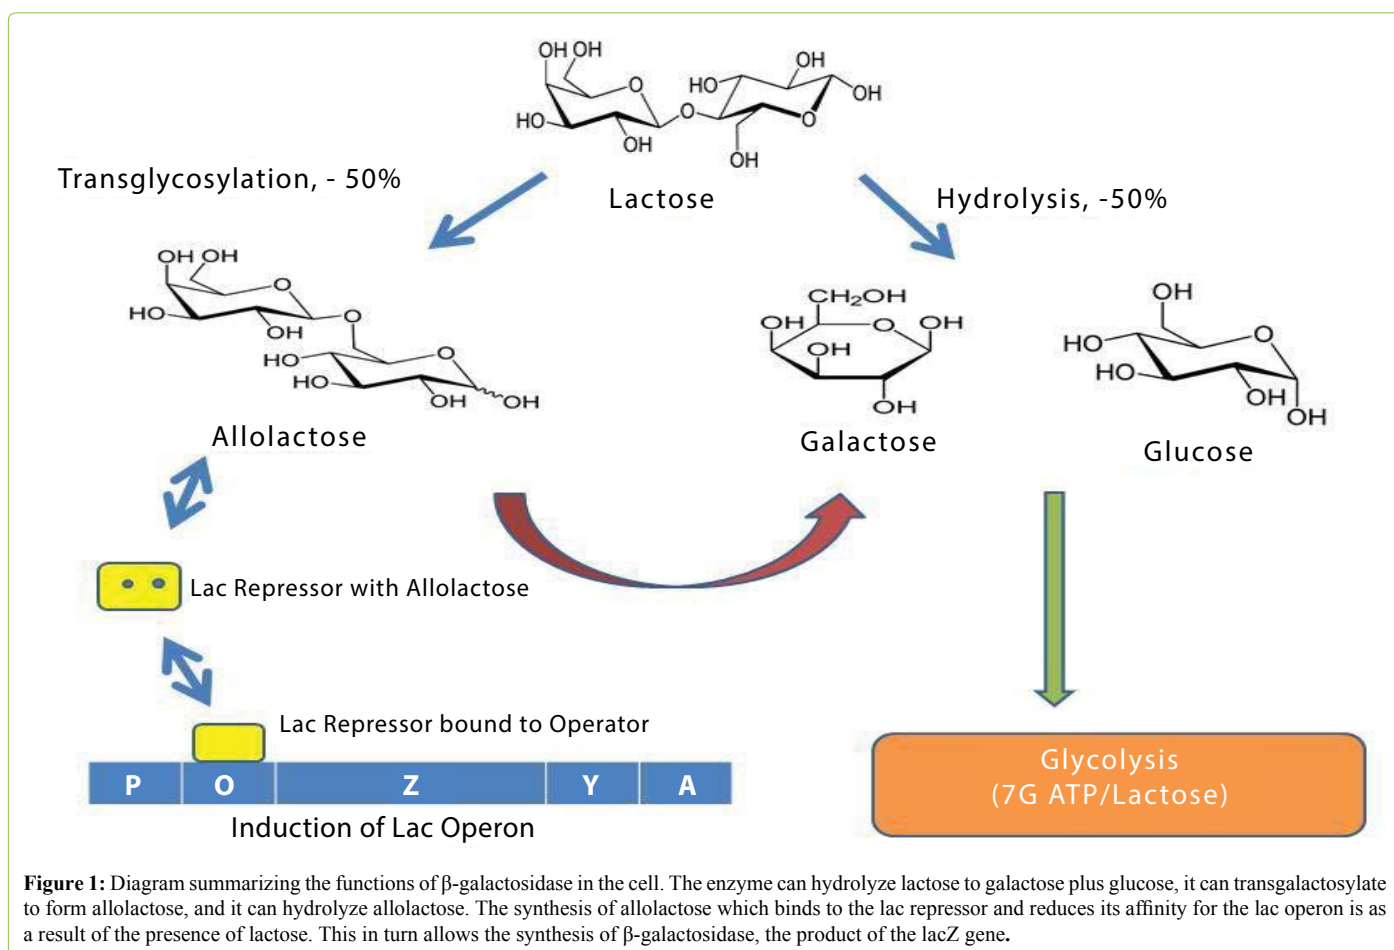 OH OH
OH
HO
O
O
OH
HO
OH
HO
O
OH
Transglycosylation, - 50%
Lactose
Hydrolysis, -50%
OH OH
O
HO
OH
O
HO
HO
O
OH
OH
CH2OH
OH
O
OH
OH
OH
OH
HO
HO
O
OH
OH
Allolactose
Galactose
Glucose
Lac Repressor with Allolactose
Lac Repressor bound to Operator
P O Z Y A
Induction of Lac Operon
Glycolysis
(7G ATP/Lactose)
Figure 1: Diagram summarizing the functions of β-galactosidase in the cell. The enzyme can hydrolyze lactose to galactose plus glucose, it can transgalactosylate
to form allolactose, and it can hydrolyze allolactose. The synthesis of allolactose which binds to the lac repressor and reduces its affinity for the lac operon is as
a result of the presence of lactose. This in turn allows the synthesis of β-galactosidase, the product of the lacZ gene.